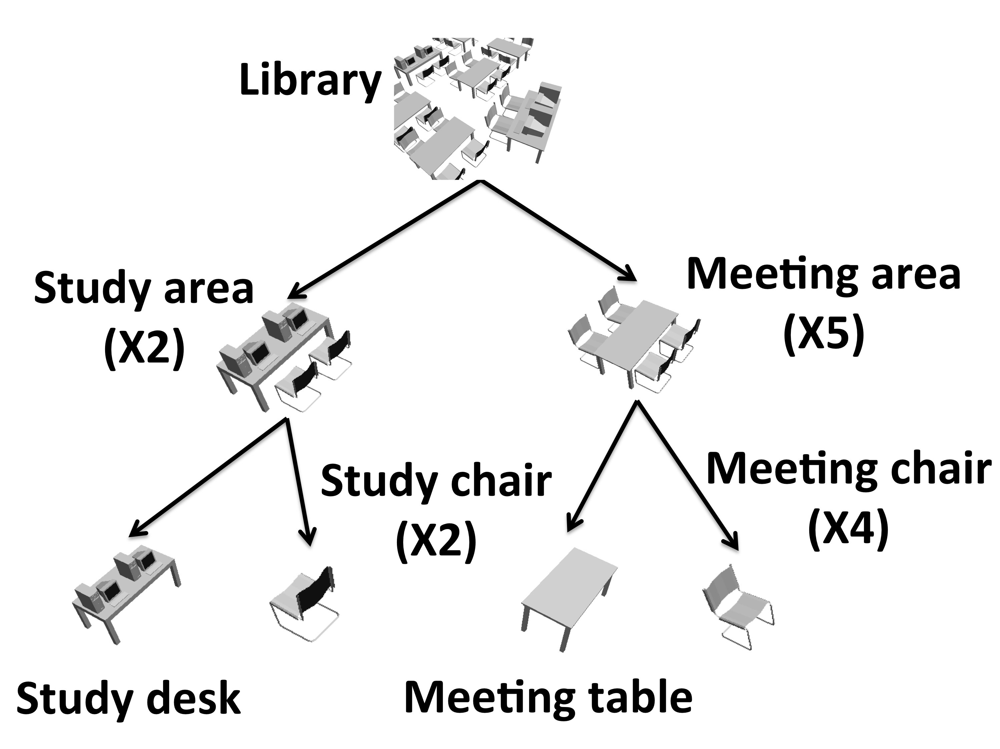 Library
Study area
(X2)
Meeting area
(X5)
Study chair
(X2)
Meeting chair
(X4)
Study desk
Meeting table